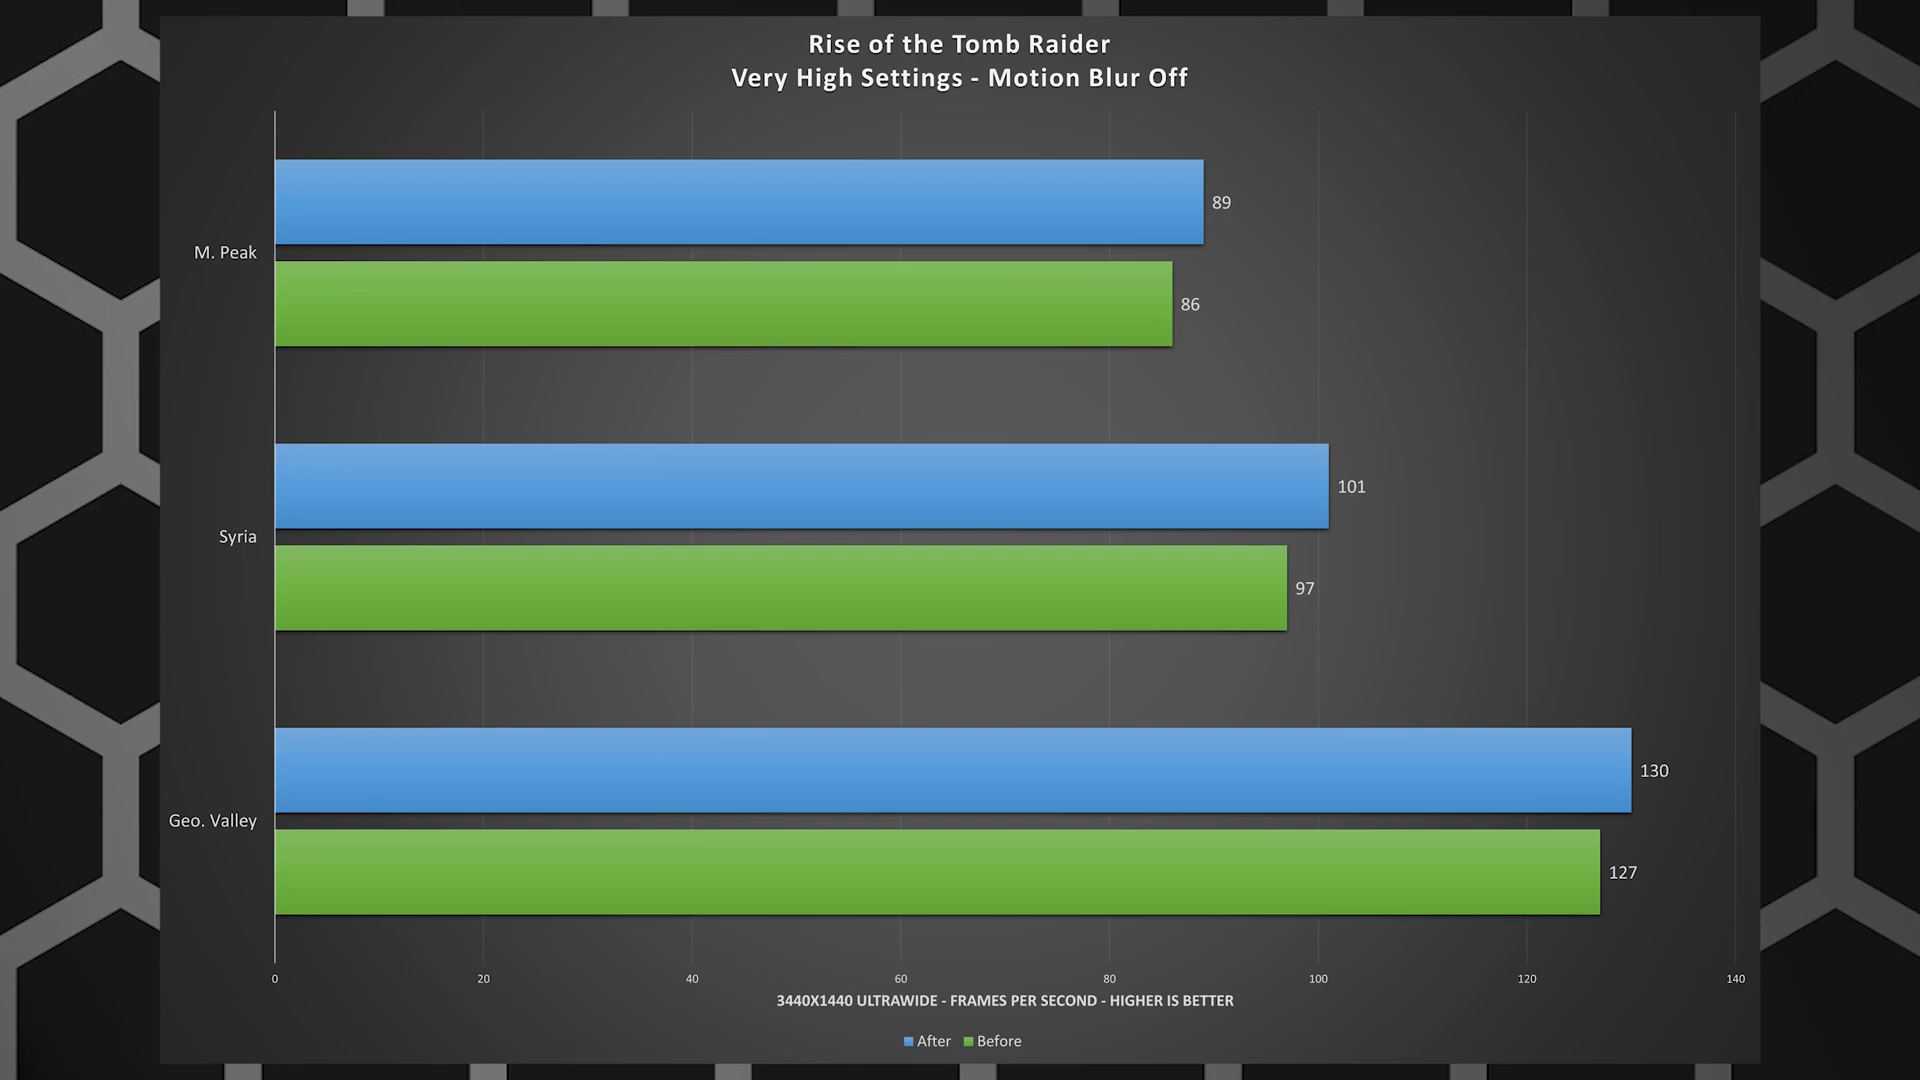 Rise of the Tomb Raider
Very High Settings - Motion Blur Off
M. Peak
89
86
Syria
101
97
Geo. Valley
130
127
0 20 40 60 80 100 120 140
3440X1440 ULTRAWIDE - FRAMES PER SECOND - HIGHER IS BETTER
After Before